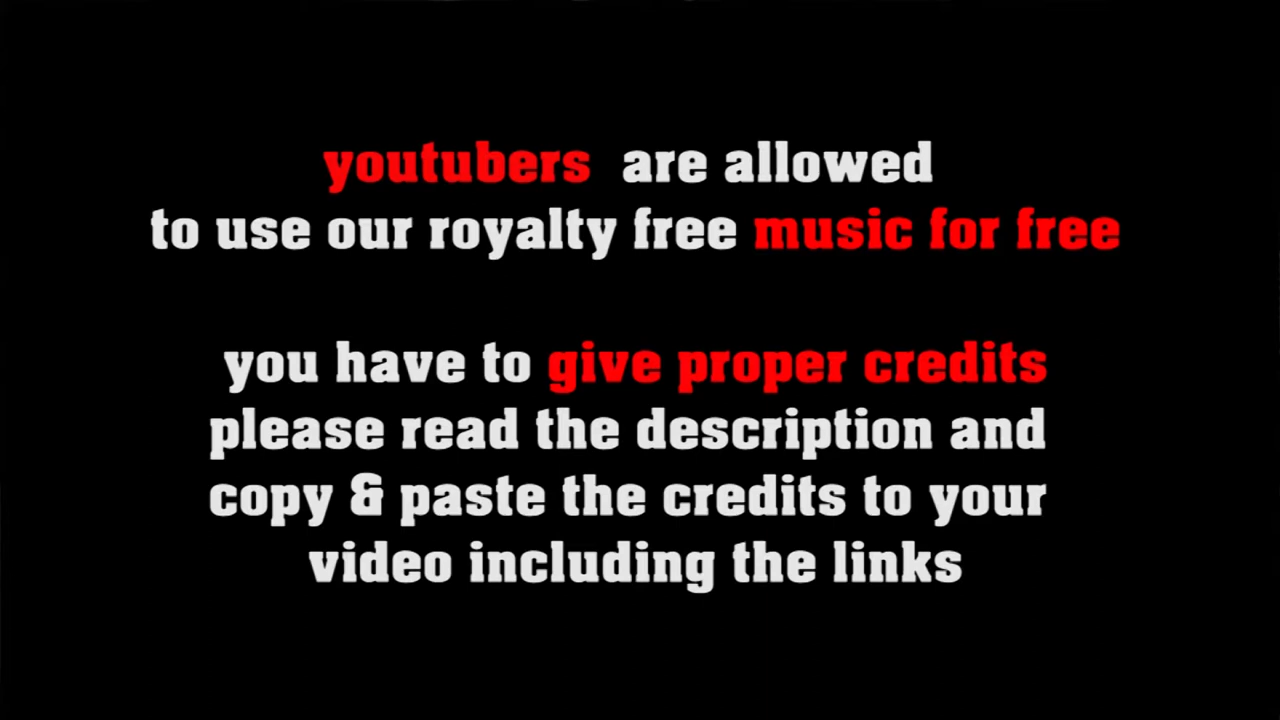 youtubers are allowed
to use our royalty free music for free
you have to give proper credits
please read the description and
copy & paste the credits to your
video including the links